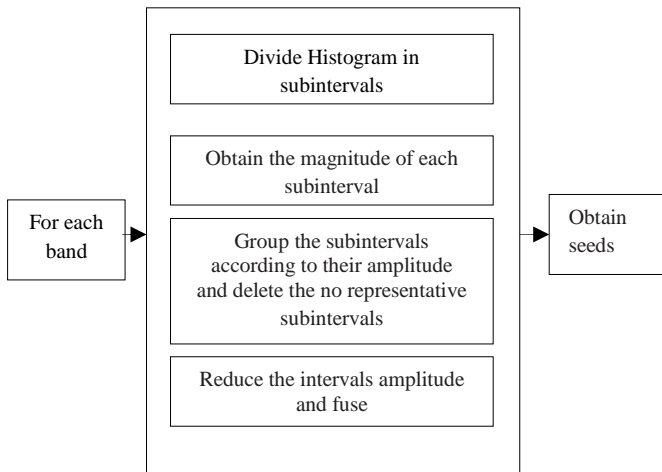 For each
band
Divide Histogram in
subintervals
Obtain the magnitude of each
subinterval
Group the subintervals
according to their amplitude
and delete the no representative
subintervals
Reduce the intervals amplitude
and fuse
Obtain
seeds